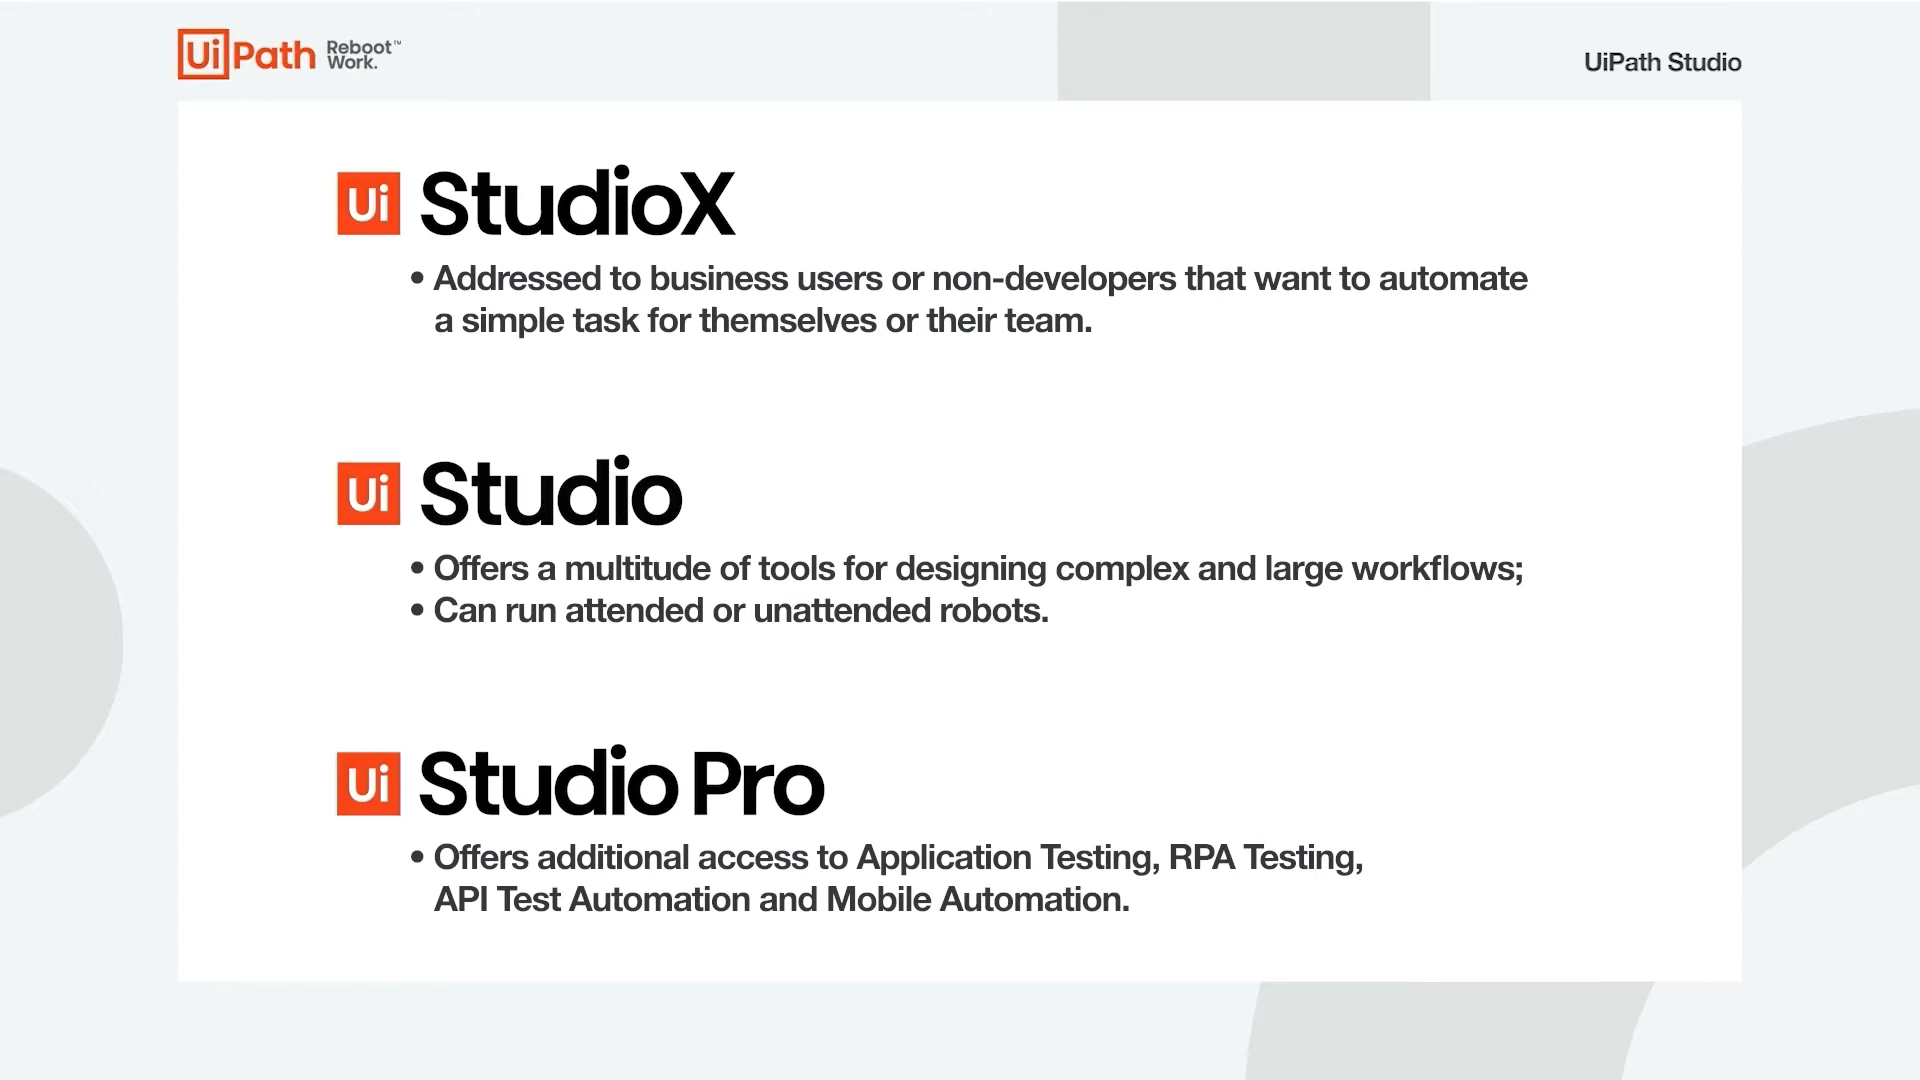 UiPath Reboot™
Work.
UiPath Studio
Ui StudioX
• Addressed to business users or non-developers that want to automate
a simple task for themselves or their team.
Ui Studio
• Offers a multitude of tools for designing complex and large workflows;
• Can run attended or unattended robots.
Ui Studio Pro
• Offers additional access to Application Testing, RPA Testing,
API Test Automation and Mobile Automation.